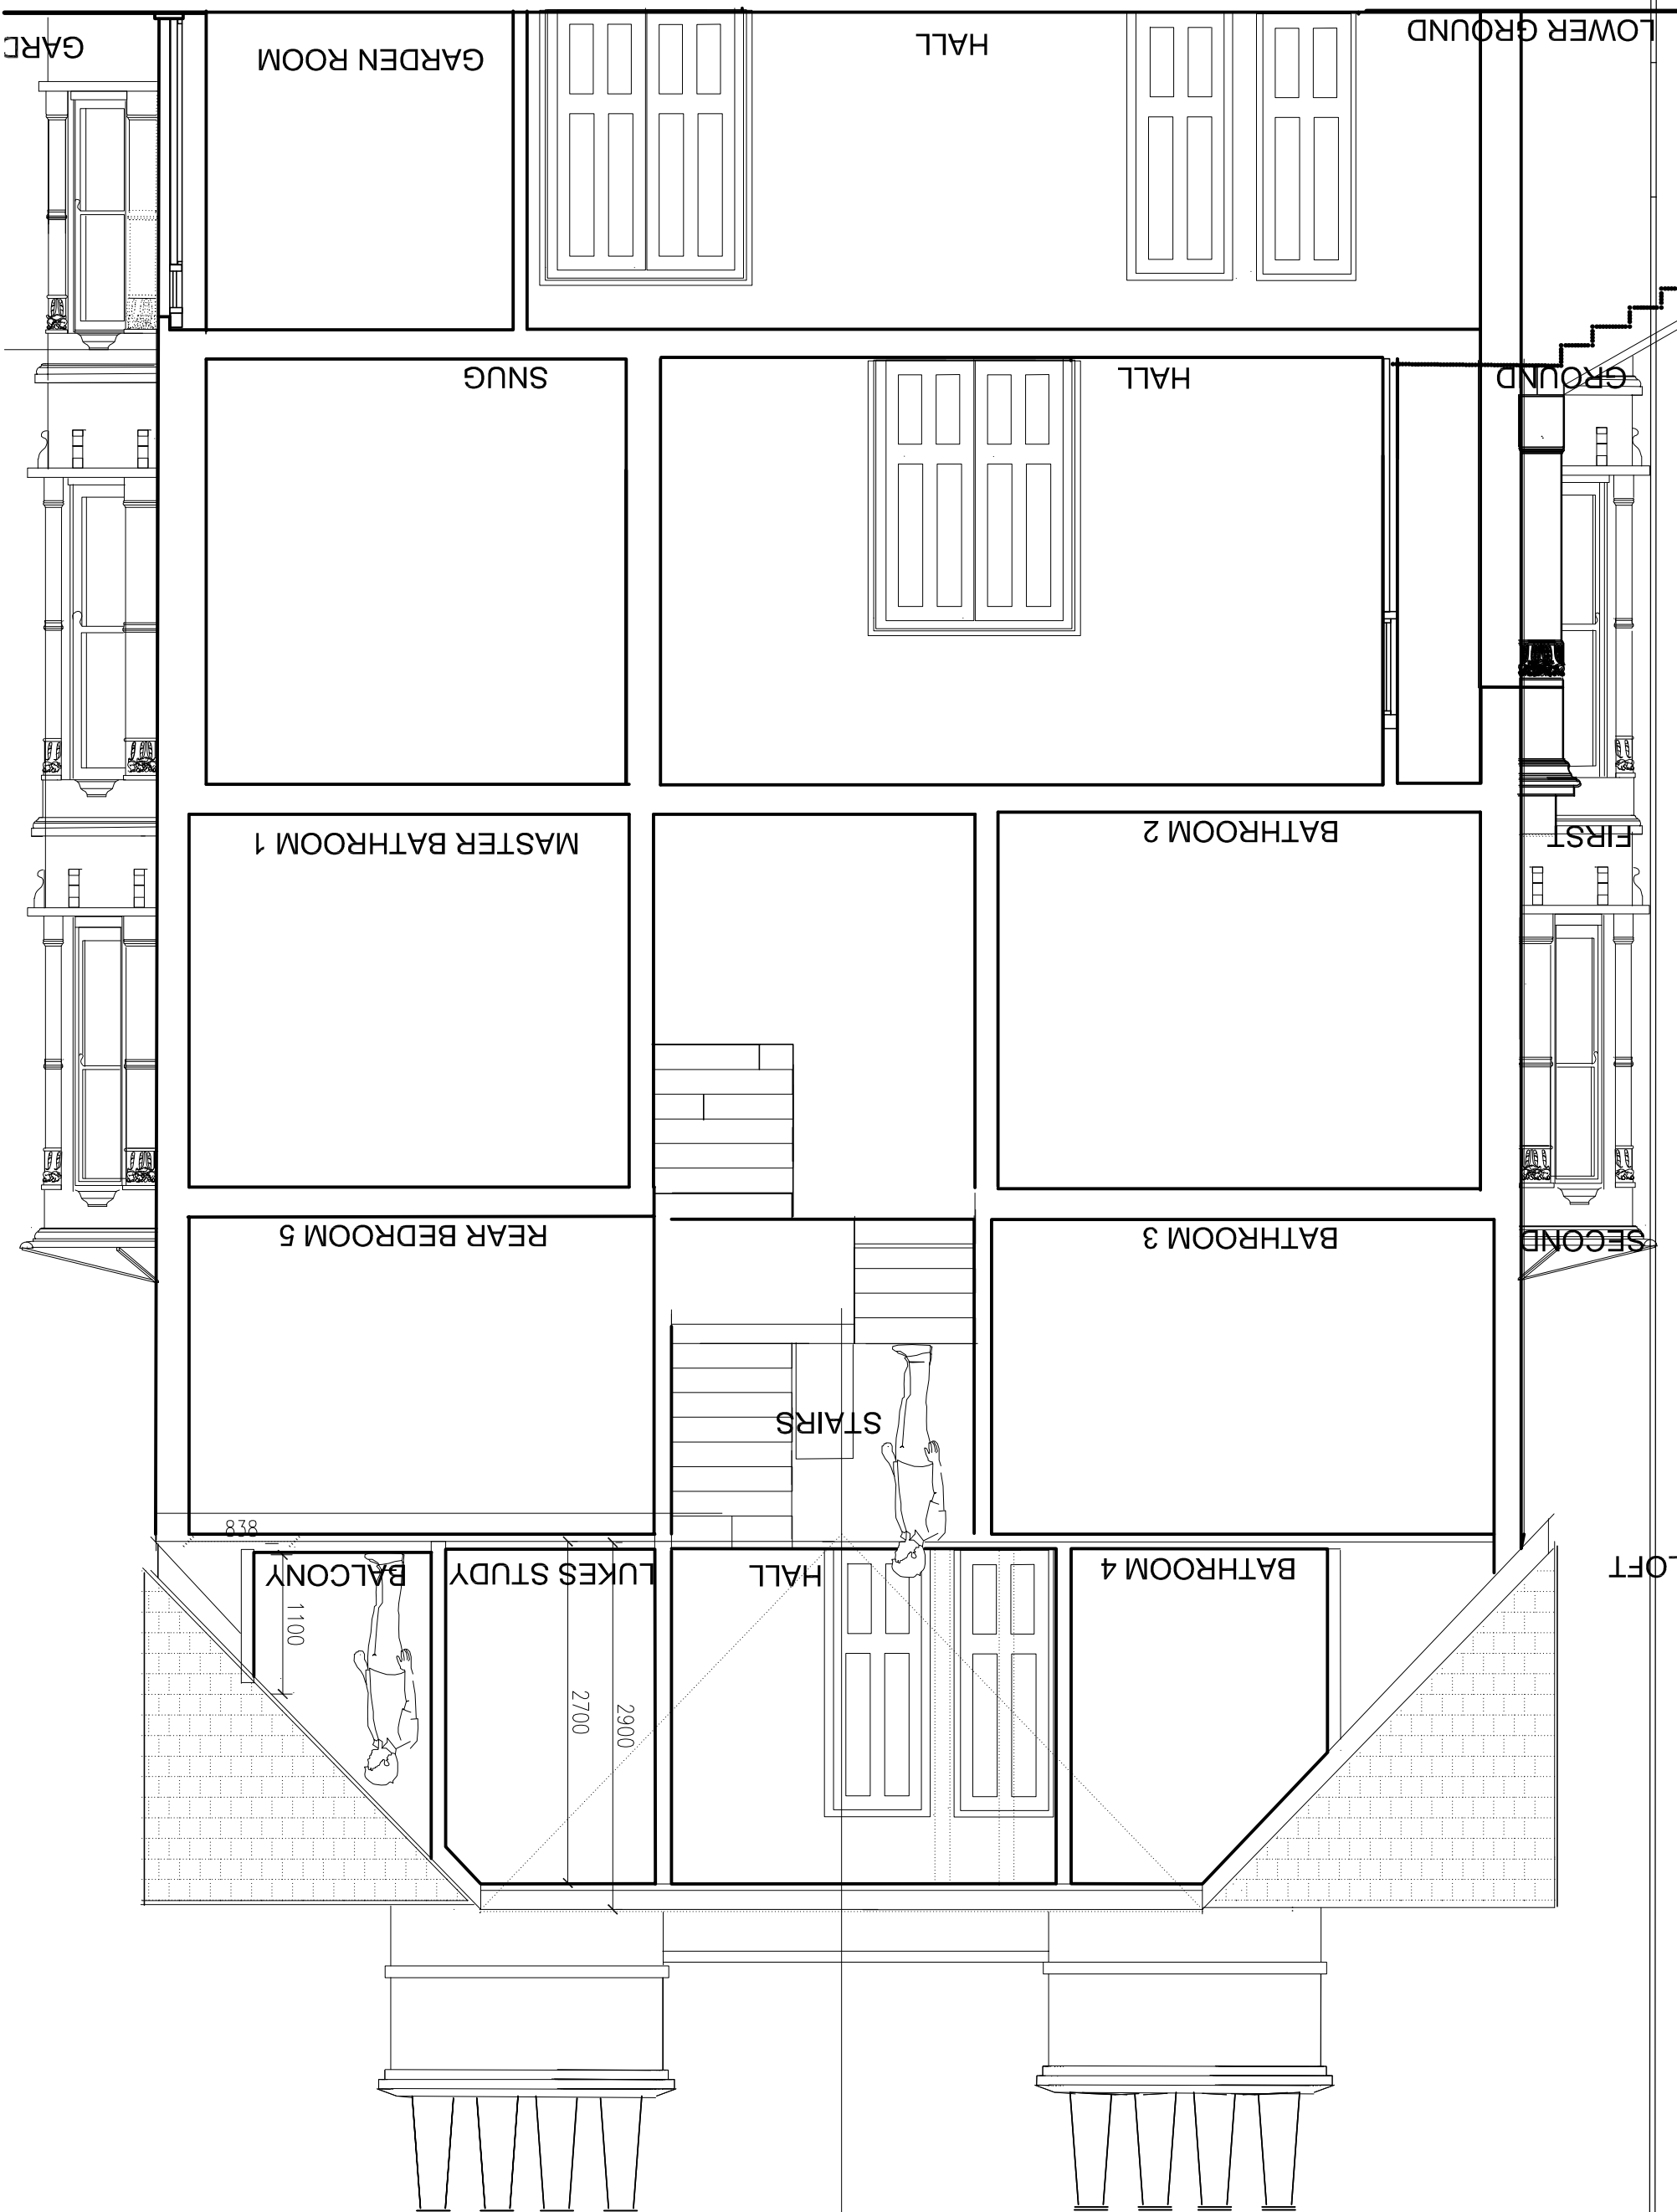 2900
2700
1100
LOFT
BATHROOM 4
HALL
LUKES STUDY
BALCONY
838
STAIRS
SECOND
BATHROOM 3
REAR BEDROOM 5
FIRST
BATHROOM 2
MASTER BATHROOM 1
GROUND
HALL
SNUG
LOWER GROUND
HALL
GARDEN ROOM
GARD